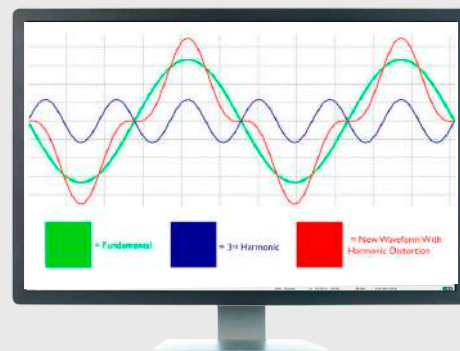 = Fundamental
= 3rd Harmonic
= New Waveform With
Harmonic Distortion